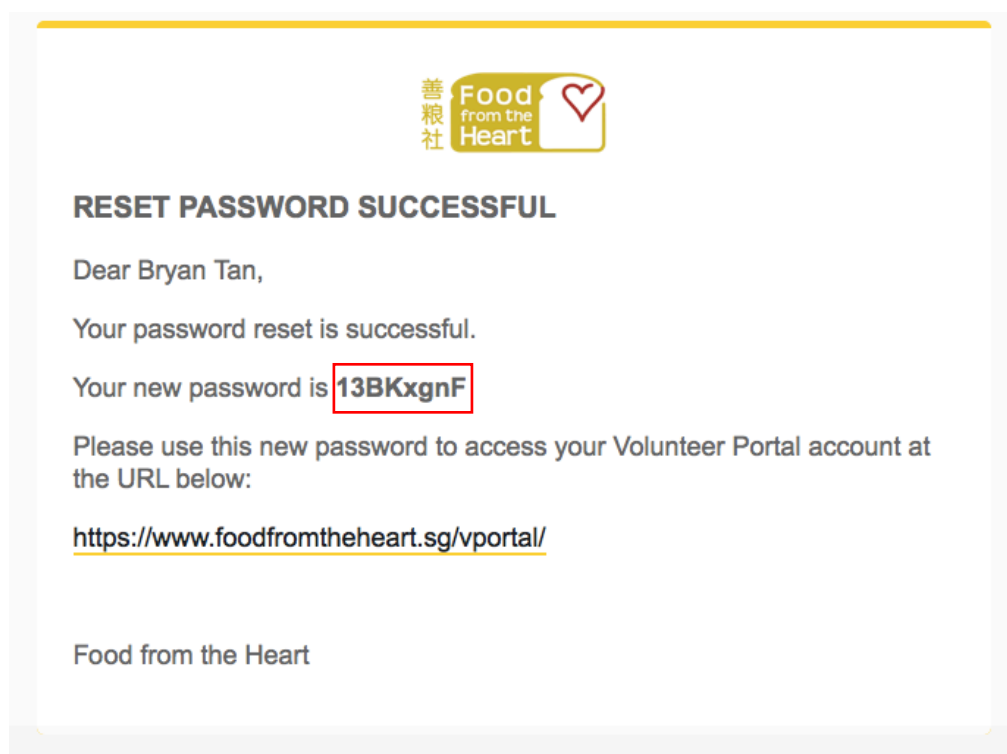 善粮社
Food
from the
Heart
RESET PASSWORD SUCCESSFUL
Dear Bryan Tan,
Your password reset is successful.
Your new password is 13BKxgnF
Please use this new password to access your Volunteer Portal account at
the URL below:
https://www.foodfromtheheart.sg/vportal/
Food from the Heart